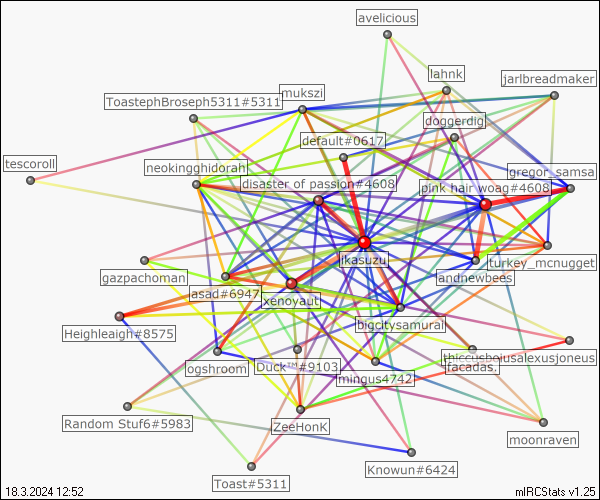 avelicious
lahnk
jarlbreadmaker
mukszi
ToastephBroseph5311#5311
doggerdig
default#0617
tescoroll
neokingghidorah
gregor_samsa
disaster of passion#4608
pink hair woag#4608
ikasuzu
turkey_mcnugget
gazpachoman
andnewbees
asad#6947
xenoyaut
bigcitysamurai
Heighleaigh#8575
thiccusboiusalexusjoneus
ogshroom
Duck™#9103
facadas.
mingus4742
Random Stuf6#5983
ZeeHonK
moonraven
Toast#5311
Knowun#6424
18.3.2024 12:52
mIRCStats v1.25